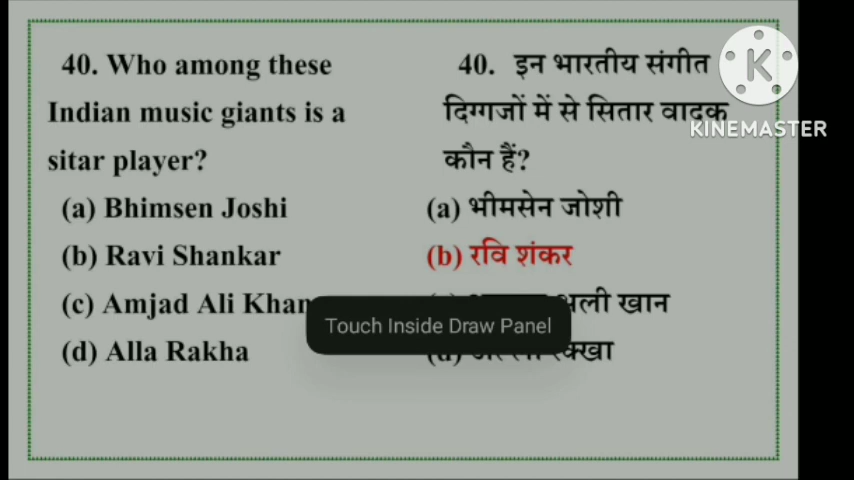 40. Who among these
Indian music giants is a
sitar player?
(a) Bhimsen Joshi
(b) Ravi Shankar
(c) Amjad Ali Khan
(d) Alla Rakha
40. इन भारतीय संगीत
दिग्गजों में से सितार वादक
कौन हैं?
(a) भीमसेन जोशी
(b) रवि शंकर
अली खान
रक्खा
Touch Inside Draw Panel
K
KINEMASTER